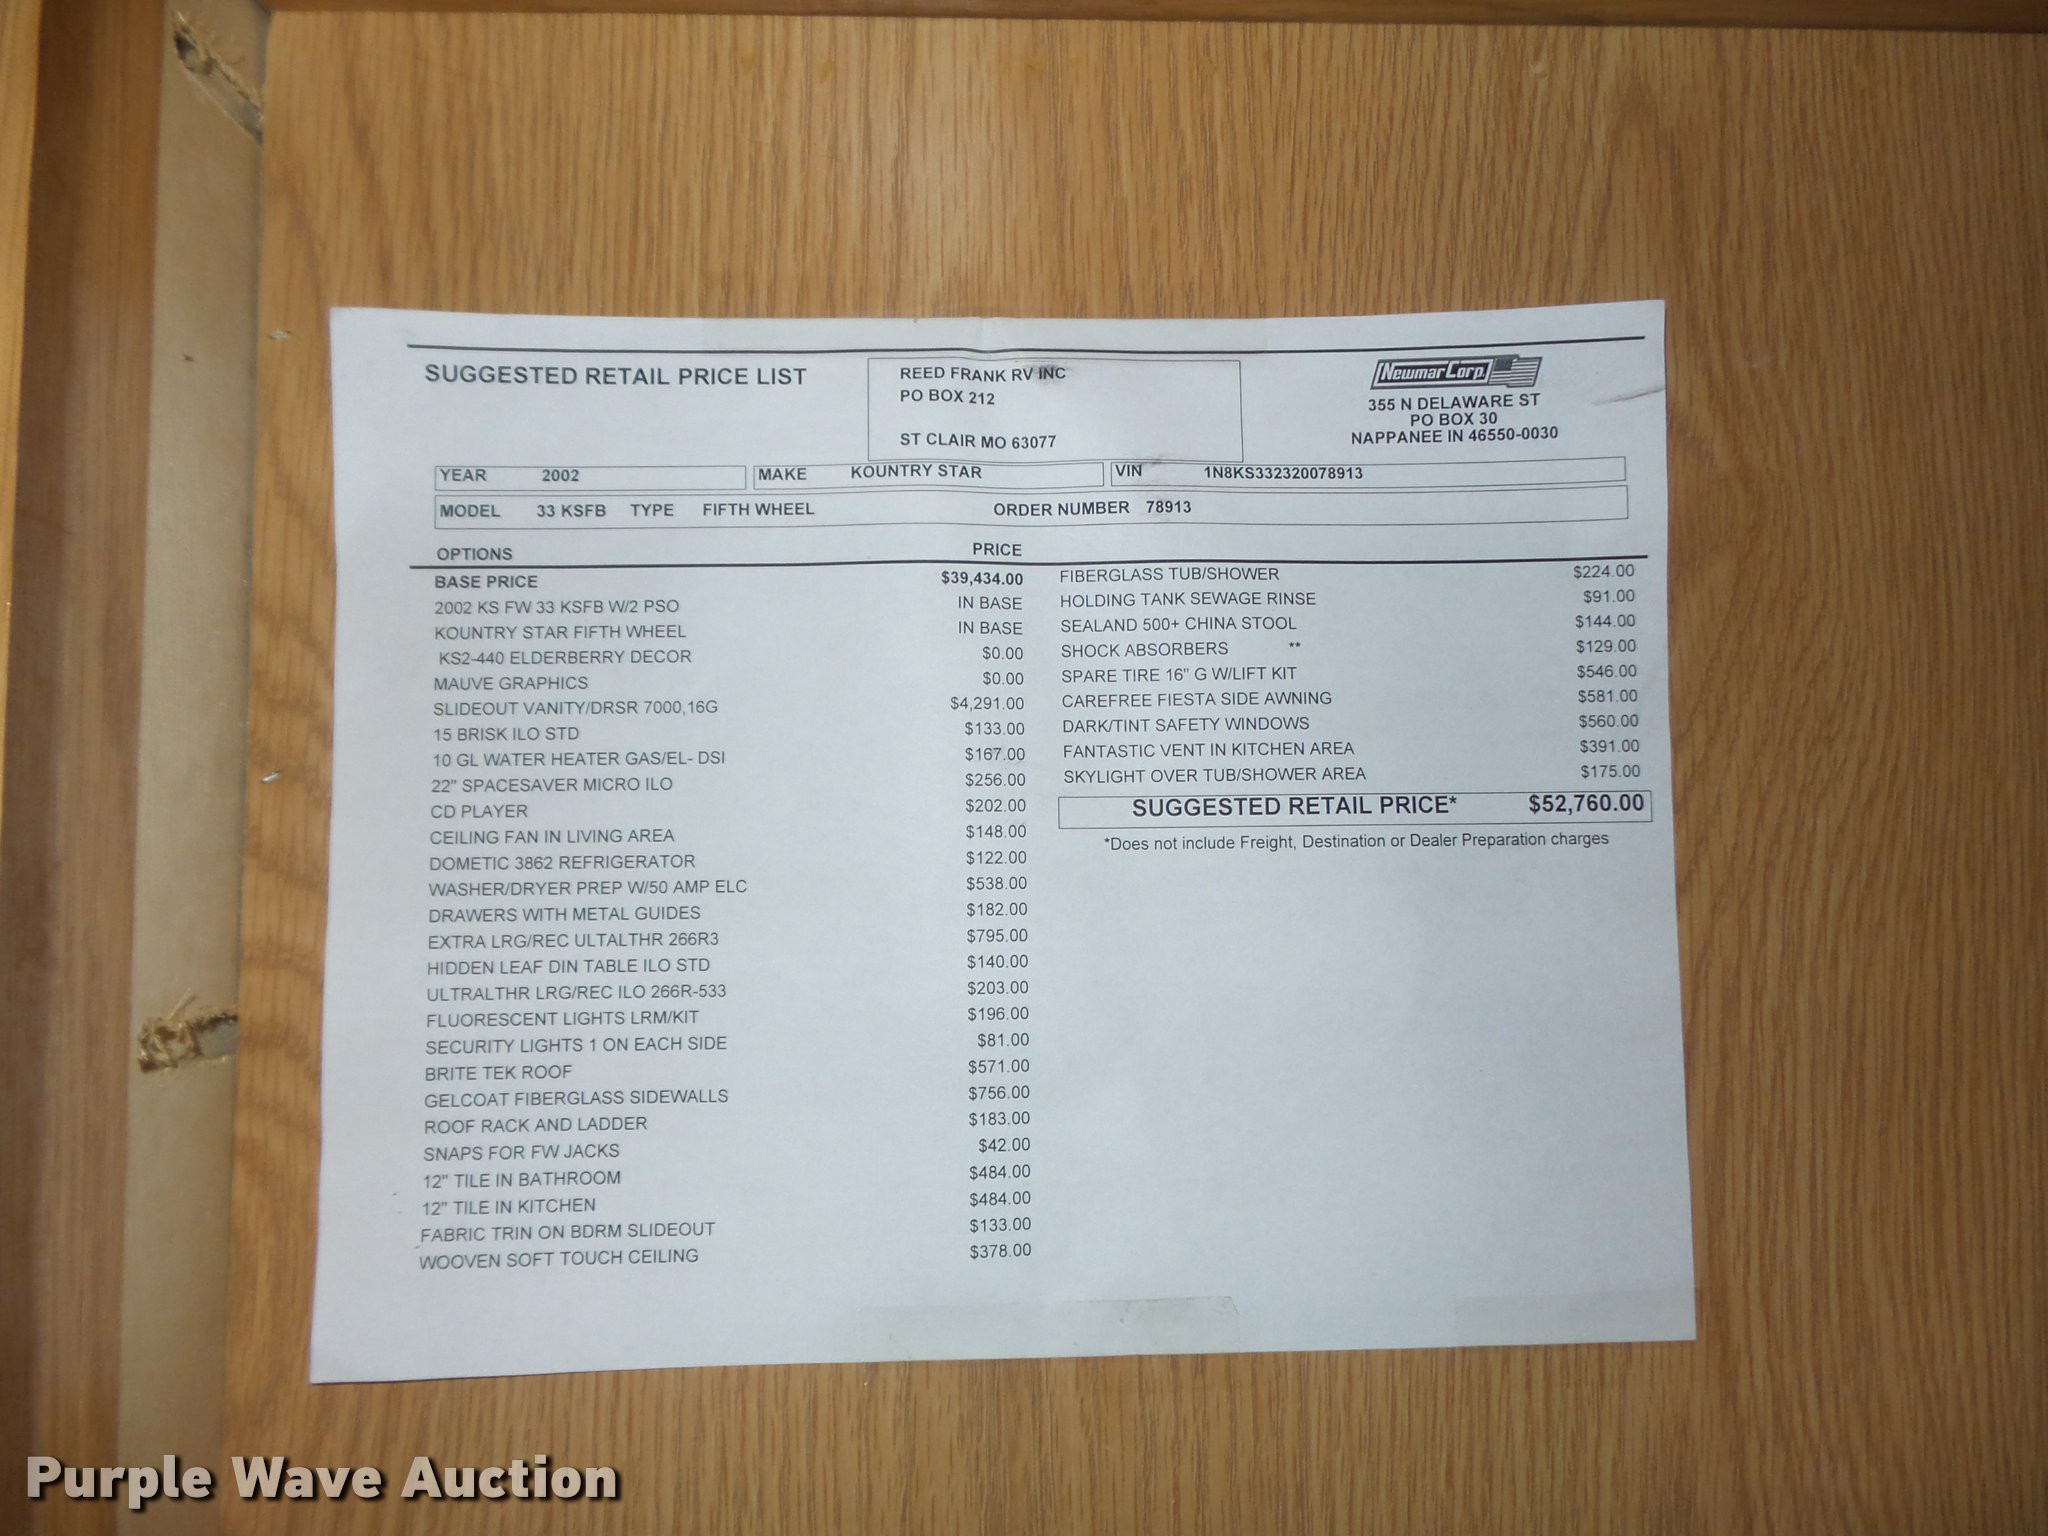 SUGGESTED RETAIL PRICE LIST
REED FRANK RV INC
PO BOX 212
ST CLAIR MO 63077
Newmar Corp.
355 N DELAWARE ST
PO BOX 30
NAPPANEE IN 46550-0030
YEAR 2002 MAKE KOUNTRY STAR VIN 1N8KS332320078913
MODEL 33 KSFB TYPE FIFTH WHEEL ORDER NUMBER 78913
OPTIONS PRICE
BASE PRICE $39,434.00
2002 KS FW 33 KSFB W/2 PSO IN BASE
KOUNTRY STAR FIFTH WHEEL IN BASE
KS2-440 ELDERBERRY DECOR $0.00
MAUVE GRAPHICS $0.00
SLIDEOUT VANITY/DRSR 7000,16G $4,291.00
15 BRISK ILO STD $133.00
10 GL WATER HEATER GAS/EL- DSI $167.00
22" SPACESAVER MICRO ILO $256.00
CD PLAYER $202.00
CEILING FAN IN LIVING AREA $148.00
DOMETIC 3862 REFRIGERATOR $122.00
WASHER/DRYER PREP W/50 AMP ELC $538.00
DRAWERS WITH METAL GUIDES $182.00
EXTRA LRG/REC ULTALTHR 266R3 $795.00
HIDDEN LEAF DIN TABLE ILO STD $140.00
ULTRALTHR LRG/REC ILO 266R-533 $203.00
FLUORESCENT LIGHTS LRM/KIT $196.00
SECURITY LIGHTS 1 ON EACH SIDE $81.00
BRITE TEK ROOF $571.00
GELCOAT FIBERGLASS SIDEWALLS $756.00
ROOF RACK AND LADDER $183.00
SNAPS FOR FW JACKS $42.00
12" TILE IN BATHROOM $484.00
12" TILE IN KITCHEN $484.00
FABRIC TRIN ON BDRM SLIDEOUT $133.00
WOOVEN SOFT TOUCH CEILING $378.00
FIBERGLASS TUB/SHOWER $224.00
HOLDING TANK SEWAGE RINSE $91.00
SEALAND 500+ CHINA STOOL $144.00
SHOCK ABSORBERS ** $129.00
SPARE TIRE 16" G W/LIFT KIT $546.00
CAREFREE FIESTA SIDE AWNING $581.00
DARK/TINT SAFETY WINDOWS $560.00
FANTASTIC VENT IN KITCHEN AREA $391.00
SKYLIGHT OVER TUB/SHOWER AREA $175.00
SUGGESTED RETAIL PRICE* $52,760.00
*Does not include Freight, Destination or Dealer Preparation charges
Purple Wave Auction